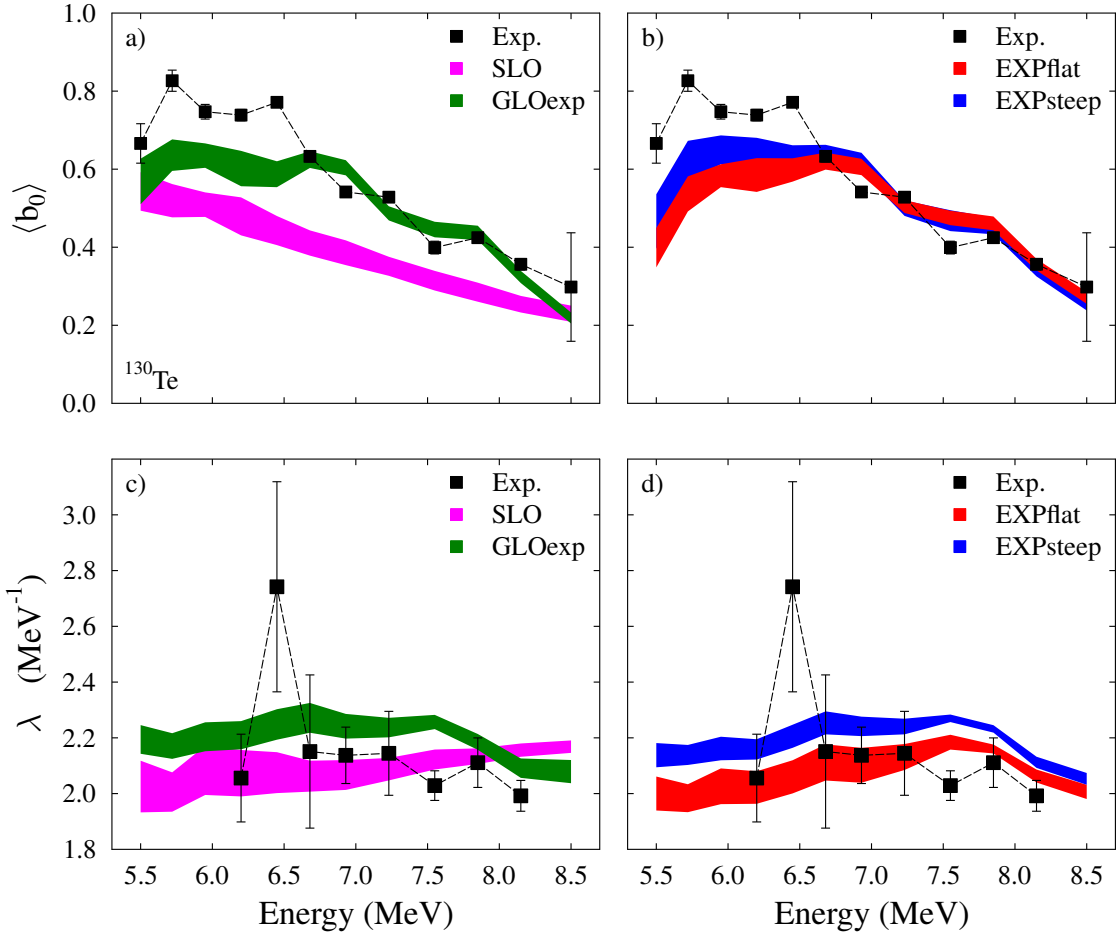 a)
Exp.
SLO
GLOexp
1.0
0.8
0.6
0.4
0.2
0.0
⟨b₀⟩
¹³⁰Te
b)
Exp.
EXPflat
EXPsteep
c)
Exp.
SLO
GLOexp
3.0
2.8
2.6
2.4
2.2
2.0
1.8
λ (MeV⁻¹)
5.5 6.0 6.5 7.0 7.5 8.0 8.5
Energy (MeV)
d)
Exp.
EXPflat
EXPsteep
5.5 6.0 6.5 7.0 7.5 8.0 8.5
Energy (MeV)